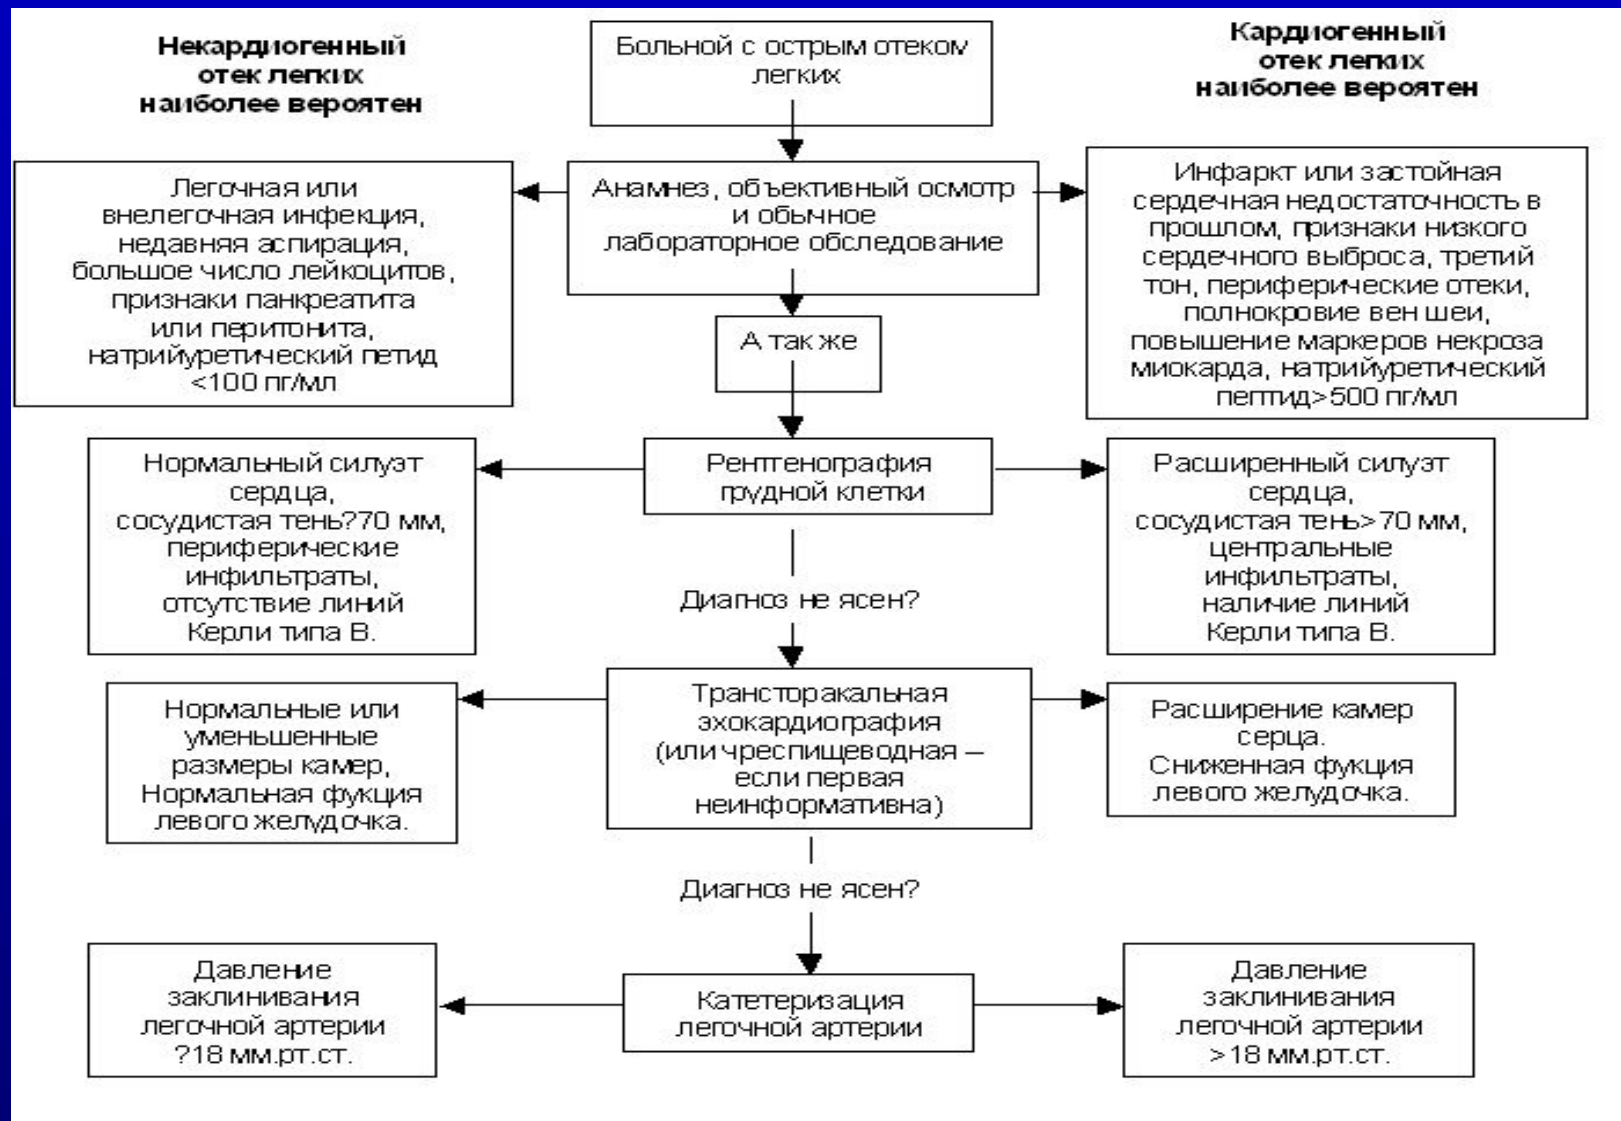 Некардиогенный
отек легких
наиболее вероятен
Больной с острым отеком
легких
Кардиогенный
отек легких
наиболее вероятен
Легочная или
внелегочная инфекция,
недавняя аспирация,
большое число лейкоцитов,
признаки панкреатита
или перитонита,
натрийуретический петид
<100 пг/мл
Анамнез, объективный осмотр
и обычное
лабораторное обследование
Инфаркт или застойная
сердечная недостаточность в
прошлом, признаки низкого
сердечного выброса, третий
тон, периферические отеки,
полнокровие вен шеи,
повышение маркеров некроза
миокарда, натрийуретический
пептид>500 пг/мл
А так же
Нормальный силуэт
сердца,
сосудистая тень?70 мм,
периферические
инфильтраты,
отсутствие линий
Керли типа В.
Рентгенография
грудной клетки
Расширенный силуэт
сердца,
сосудистая тень>70 мм,
центральные
инфильтраты,
наличие линий
Керли типа В.
Диагноз не ясен?
Нормальные или
уменьшенные
размеры камер,
Нормальная фукция
левого желудочка.
Трансторакальная
эхокардиография
(или чреспищеводная –
если первая
неинформативна)
Расширение камер
серца.
Сниженная фукция
левого желудочка.
Диагноз не ясен?
Давление
заклинивания
легочной артерии
?18 мм.рт.ст.
Катетеризация
легочной артерии
Давление
заклинивания
легочной артерии
>18 мм.рт.ст.